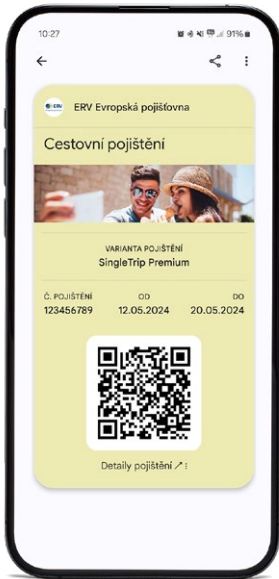 10:27
91%
ERV Evropská pojišťovna
Cestovní pojištění
VARIANTA POJIŠTĚNÍ
SingleTrip Premium
Č. POJIŠTĚNÍ OD DO
123456789 12.05.2024 20.05.2024
Detaily pojištění